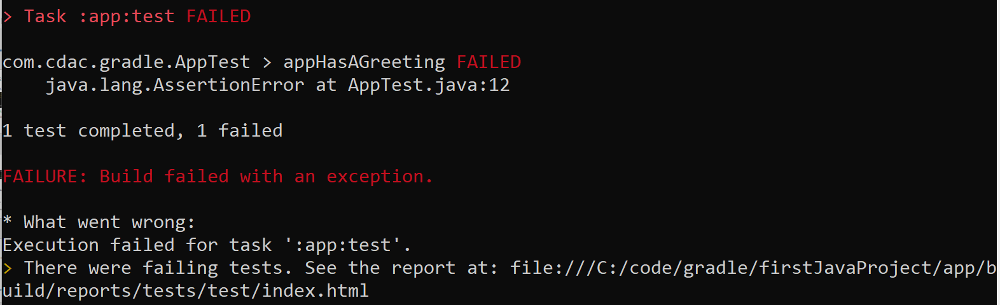 > Task :app:test FAILED
com.cdac.gradle.AppTest > appHasAGreeting FAILED
java.lang.AssertionError at AppTest.java:12
1 test completed, 1 failed
FAILURE: Build failed with an exception.
* What went wrong:
Execution failed for task ':app:test'.
> There were failing tests. See the report at: file:///C:/code/gradle/firstJavaProject/app/b
uild/reports/tests/test/index.html